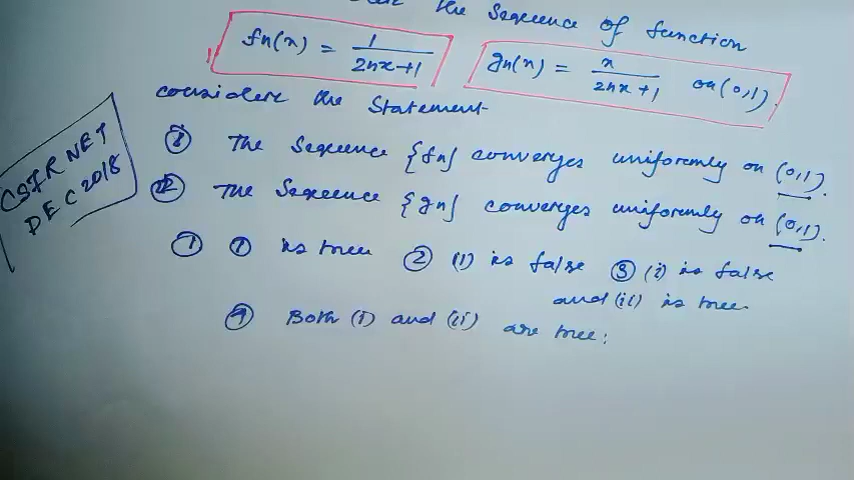 the Sequence of function
fn(x) = 1 / 2nx+1   gn(x) = x / 2nx+1   on (0,1).
consider the Statement
CSIR NET
DEC 2018
(i) The Sequence {fn} converges uniformly on (0,1).
(ii) The Sequence {gn} converges uniformly on (0,1).
① (i) is true ② (i) is false ③ (i) is false
and (ii) is true.
④ Both (i) and (ii) are true: